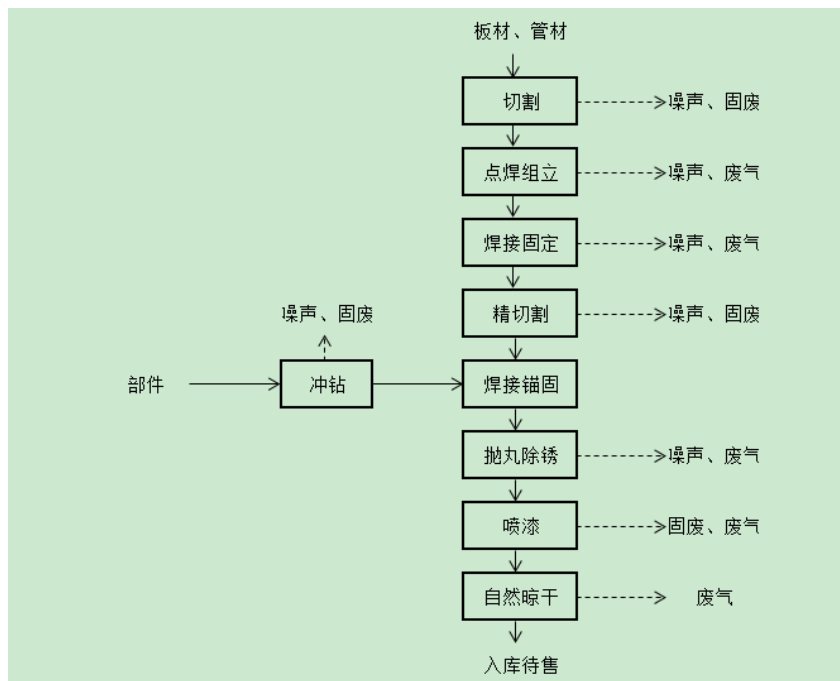 板材、管材
切割
噪声、固废
点焊组立
噪声、废气
焊接固定
噪声、废气
精切割
噪声、固废
噪声、固废
部件
冲钻
焊接锚固
抛丸除锈
噪声、废气
喷漆
固废、废气
自然晾干
废气
入库待售